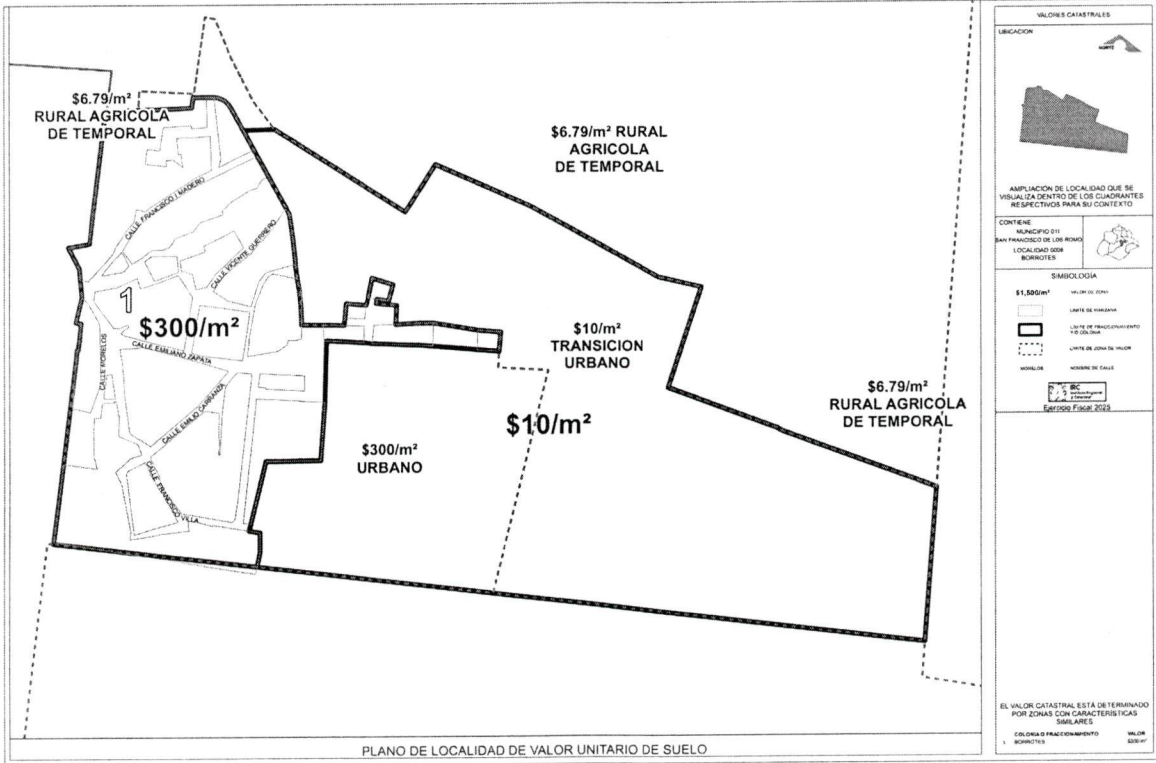 $6.79/m²
RURAL AGRICOLA
DE TEMPORAL
$6.79/m² RURAL
AGRICOLA
DE TEMPORAL
CALLE FRANCISCO I MADERO
CALLE VICENTE GUERRERO
1
$300/m²
CALLE EMILIANO ZAPATA
CALLE MORELOS
CALLE EMILIO CARRANZA
CALLE FRANCISCO VILLA
$300/m²
URBANO
$10/m²
TRANSICION
URBANO
$10/m²
$6.79/m²
RURAL AGRICOLA
DE TEMPORAL
PLANO DE LOCALIDAD DE VALOR UNITARIO DE SUELO
VALORES CATASTRALES
UBICACION
NORTE
AMPLIACION DE LOCALIDAD QUE SE
VISUALIZA DENTRO DE LOS CUADRANTES
RESPECTIVOS PARA SU CONTEXTO
CONTIENE
MUNICIPIO 011
SAN FRANCISCO DE LOS ROMO
LOCALIDAD 0008
BORROTES
SIMBOLOGIA
$1,500/m² VALOR DE ZONA
LIMITE DE MANZANA
LIMITE DE FRACCIONAMIENTO
Y/O COLONIA
LIMITE DE ZONA DE VALOR
MORELOS NOMBRE DE CALLE
IRC
Ejercicio Fiscal 2025
EL VALOR CATASTRAL ESTÁ DETERMINADO
POR ZONAS CON CARACTERÍSTICAS
SIMILARES
COLONIA O FRACCIONAMIENTO VALOR
1 BORROTES $300/m²